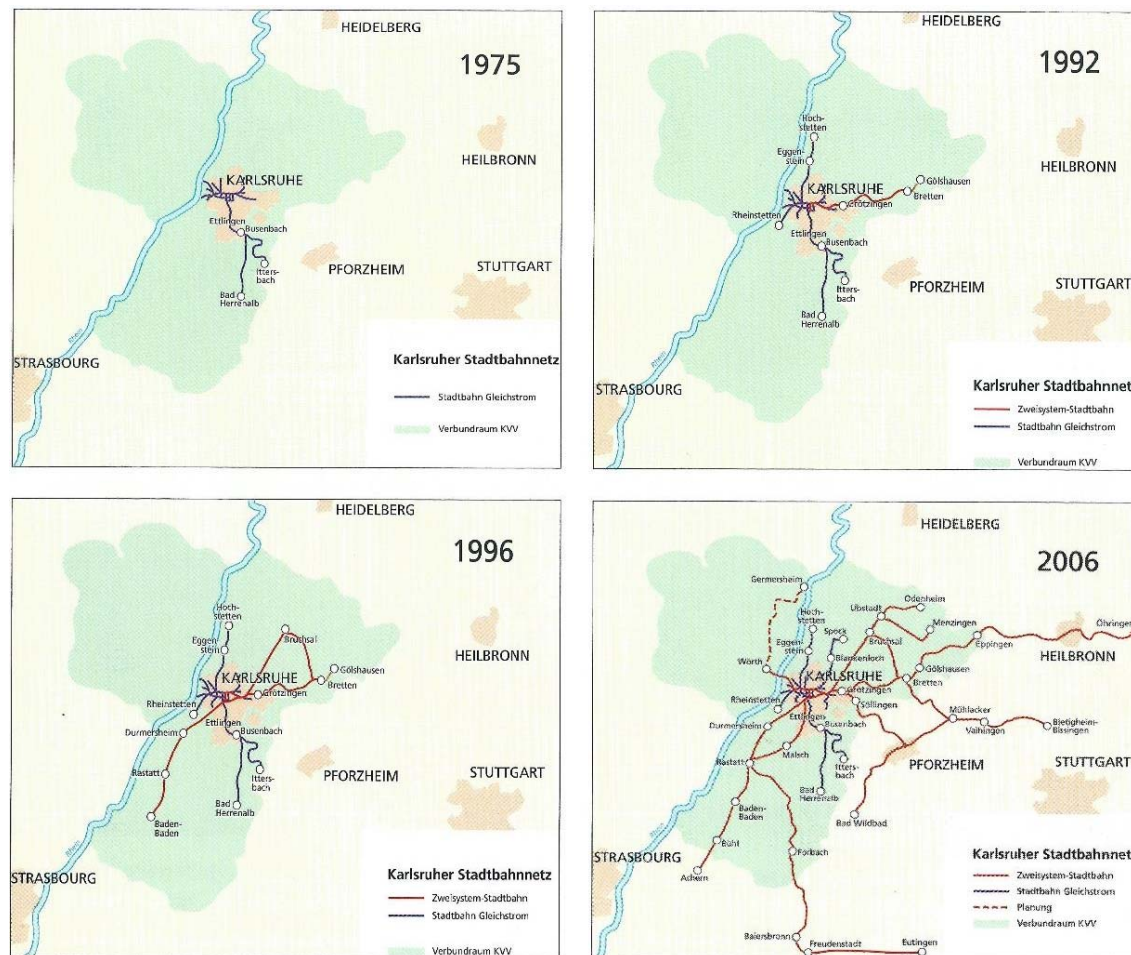 HEIDELBERG
1975
HEILBRONN
KARLSRUHE
Ettlingen
Busenbach
Itters-
bach
PFORZHEIM
STUTTGART
Bad
Herrenalb
Rhein
STRASBOURG
Karlsruher Stadtbahnnetz
Stadtbahn Gleichstrom
Verbundraum KVV
HEIDELBERG
1992
Hoch-
stetten
Eggen-
stein
HEILBRONN
KARLSRUHE
Gölshausen
Bretten
Grötzingen
Rheinstetten
Ettlingen
Busenbach
Itters-
bach
PFORZHEIM
STUTTGART
Bad
Herrenalb
Rhein
STRASBOURG
Karlsruher Stadtbahnnet
Zweisystem-Stadtbahn
Stadtbahn Gleichstrom
Verbundraum KVV
HEIDELBERG
1996
Hoch-
stetten
Eggen-
stein
Bruchsal
HEILBRONN
KARLSRUHE
Gölshausen
Bretten
Grötzingen
Rheinstetten
Durmersheim
Ettlingen
Busenbach
Rastatt
Itters-
bach
PFORZHEIM
STUTTGART
Baden-
Baden
Bad
Herrenalb
Rhein
STRASBOURG
Karlsruher Stadtbahnnetz
Zweisystem-Stadtbahn
Stadtbahn Gleichstrom
Verbundraum KVV
HEIDELBERG
2006
Germersheim
Hoch-
stetten
Ubstadt
Odenheim
Menzingen
Eggen-
stein
Spöck
Bruchsal
Eppingen
Öhringen
HEILBRONN
Wörth
Blankenloch
KARLSRUHE
Gölshausen
Bretten
Grötzingen
Söllingen
Rheinstetten
Durmersheim
Ettlingen
Busenbach
Mühlacker
Vaihingen
Bietigheim-
Bissingen
Malsch
Rastatt
Itters-
bach
PFORZHEIM
STUTTGART
Bad
Herrenalb
Baden-
Baden
Bad Wildbad
Bühl
Achern
Forbach
Rhein
STRASBOURG
Baiersbronn
Freudenstadt
Eutingen
Karlsruher Stadtbahnnet
Zweisystem-Stadtbahn
Stadtbahn Gleichstrom
Planung
Verbundraum KVV